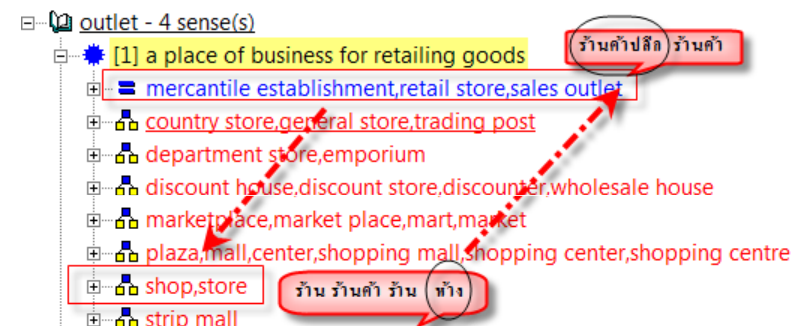 outlet - 4 sense(s)
[1] a place of business for retailing goods
ร้านค้าปลีก ร้านค้า
mercantile establishment,retail store,sales outlet
country store,general store,trading post
department store,emporium
discount house,discount store,discounter,wholesale house
marketplace,market place,mart,market
plaza,mall,center,shopping mall,shopping center,shopping centre
shop,store
ร้าน ร้านค้า ร้าน ห้าง
strip mall